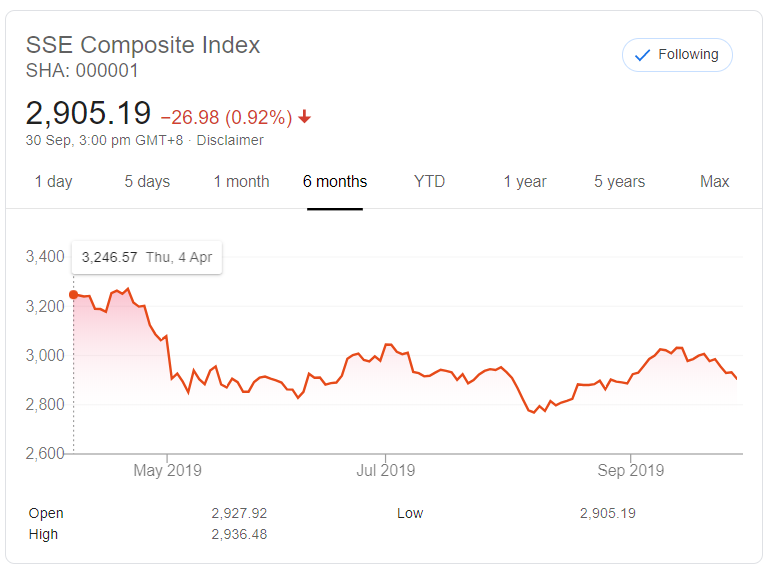 SSE Composite Index
SHA: 000001
Following
2,905.19 −26.98 (0.92%)
30 Sep, 3:00 pm GMT+8 · Disclaimer
1 day 5 days 1 month 6 months YTD 1 year 5 years Max
3,400
3,246.57 Thu, 4 Apr
3,200
3,000
2,800
2,600
May 2019 Jul 2019 Sep 2019
Open 2,927.92 Low 2,905.19
High 2,936.48